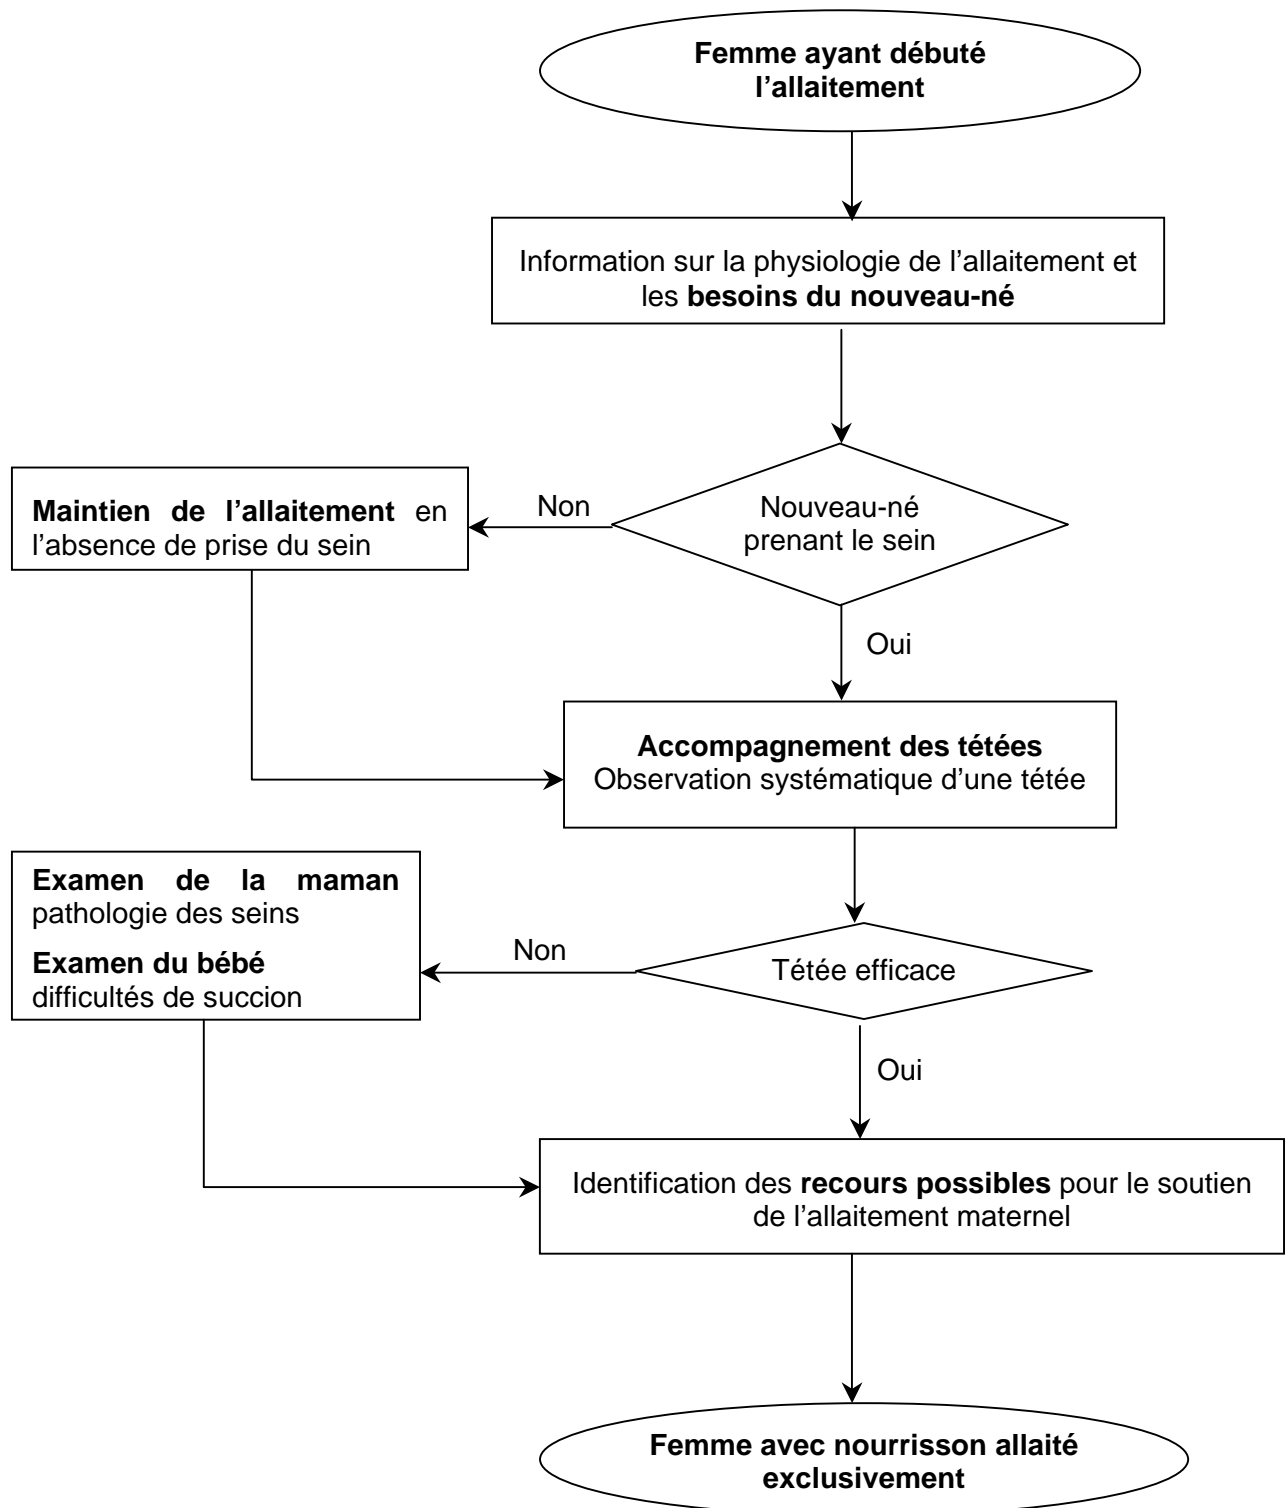 Femme ayant débuté
l’allaitement
Information sur la physiologie de l’allaitement et
les besoins du nouveau-né
Nouveau-né
prenant le sein
Non
Maintien de l’allaitement en
l’absence de prise du sein
Oui
Accompagnement des tétées
Observation systématique d’une tétée
Tétée efficace
Non
Examen de la maman
pathologie des seins
Examen du bébé
difficultés de succion
Oui
Identification des recours possibles pour le soutien
de l’allaitement maternel
Femme avec nourrisson allaité
exclusivement